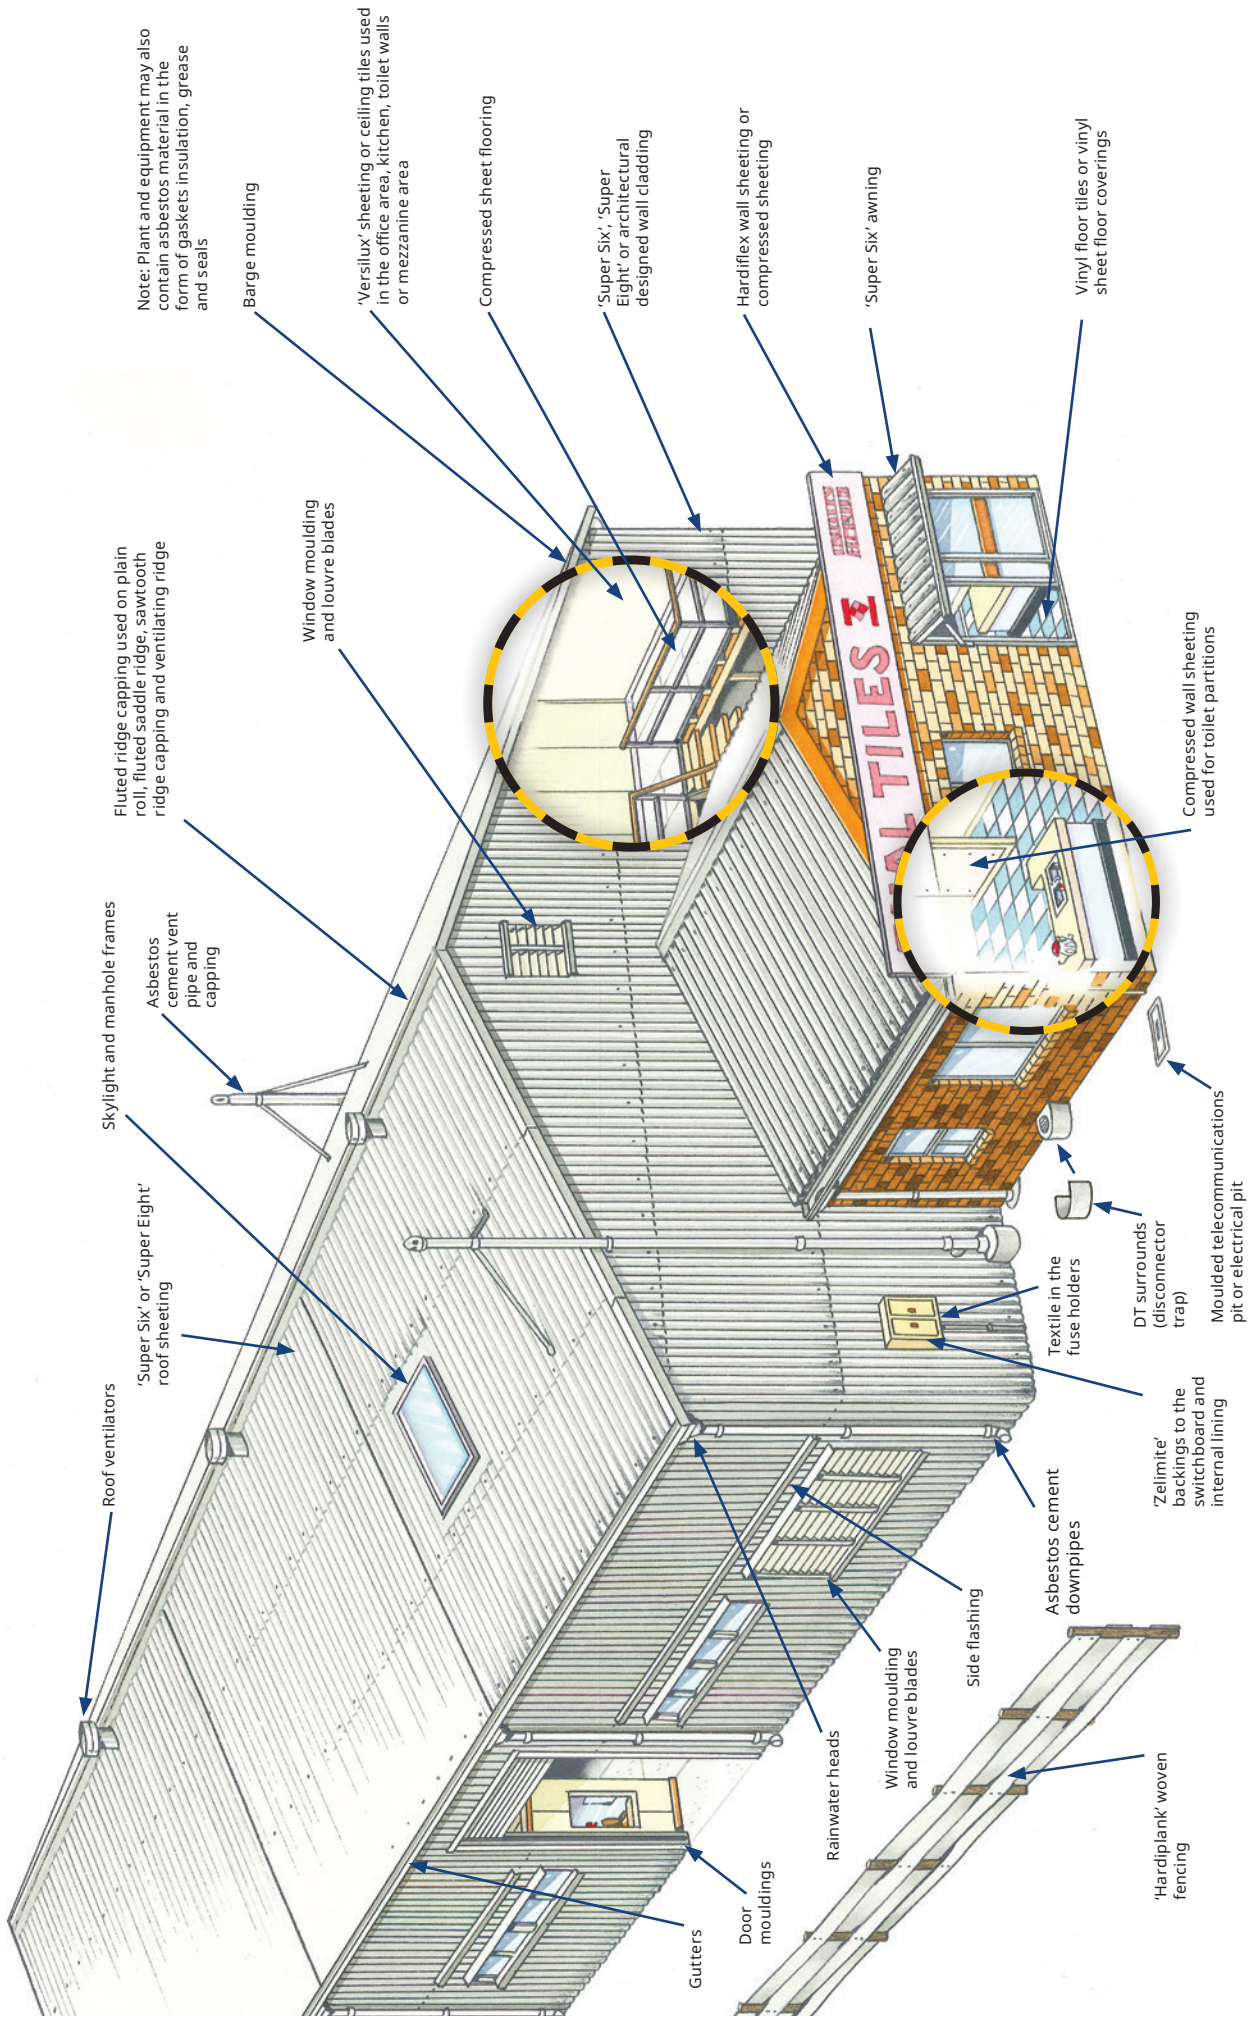 Note: Plant and equipment may also
contain asbestos material in the
form of gaskets insulation, grease
and seals
Barge moulding
‘Versilux’ sheeting or ceiling tiles used
in the office area, kitchen, toilet walls
or mezzanine area
Compressed sheet flooring
‘Super Six’, ‘Super
Eight’ or architectural
designed wall cladding
Hardiflex wall sheeting or
compressed sheeting
‘Super Six’ awning
Vinyl floor tiles or vinyl
sheet floor coverings
Fluted ridge capping used on plain
roll, fluted saddle ridge, sawtooth
ridge capping and ventilating ridge
Window moulding
and louvre blades
Skylight and manhole frames
Asbestos
cement vent
pipe and
capping
‘Super Six’ or ‘Super Eight’
roof sheeting
Roof ventilators
AL TILES
Compressed wall sheeting
used for toilet partitions
Moulded telecommunications
pit or electrical pit
DT surrounds
(disconnector
trap)
Textile in the
fuse holders
‘Zelimite’
backings to the
switchboard and
internal lining
Asbestos cement
downpipes
Side flashing
Window moulding
and louvre blades
Rainwater heads
Door
mouldings
Gutters
‘Hardiplank’ woven
fencing